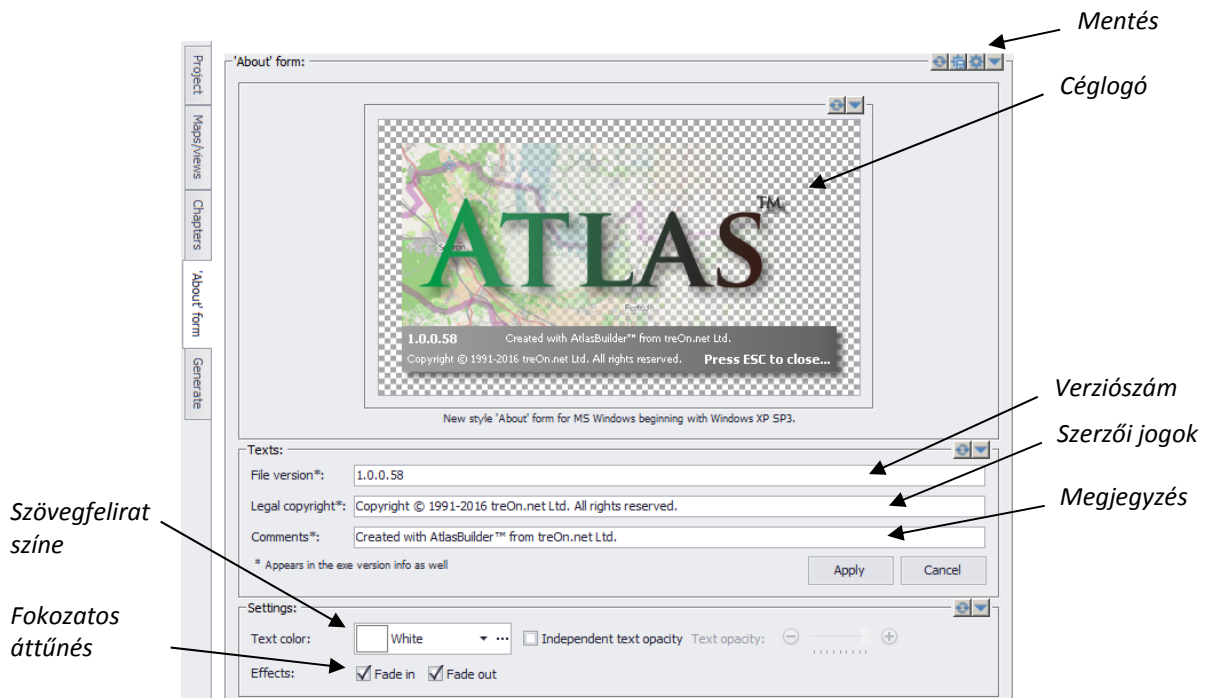 Mentés
'About' form:
Céglogó
Project
Maps/views
Chapters
'About' form
Generate
ATLAS™
Sopron
1.0.0.58 Created with AtlasBuilder™ from treOn.net Ltd.
Copyright © 1991-2016 treOn.net Ltd. All rights reserved. Press ESC to close...
New style 'About' form for MS Windows beginning with Windows XP SP3.
Verziószám
Texts:
File version*: 1.0.0.58
Szerzői jogok
Legal copyright*: Copyright © 1991-2016 treOn.net Ltd. All rights reserved.
Megjegyzés
Comments*: Created with AtlasBuilder™ from treOn.net Ltd.
* Appears in the exe version info as well
Apply Cancel
Szövegfelirat
színe
Settings:
Text color: White ... Independent text opacity Text opacity:
Fokozatos
áttűnés
Effects: Fade in Fade out